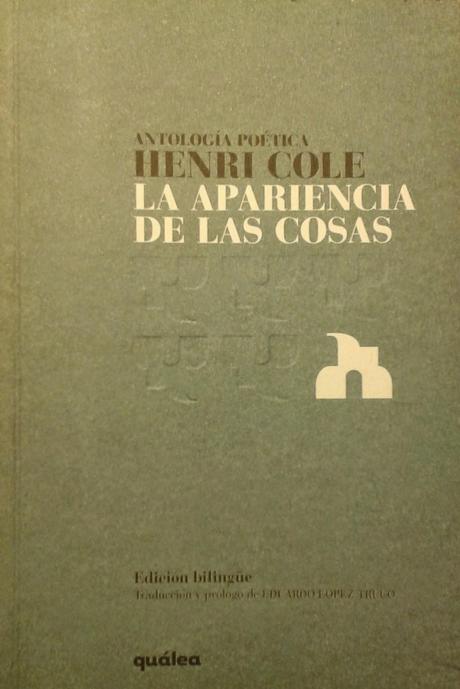 ANTOLOGÍA POÉTICA
HENRI COLE
LA APARIENCIA
DE LAS COSAS
Edición bilingüe
Traducción y prólogo de EDUARDO LÓPEZ TRUCO
quálea